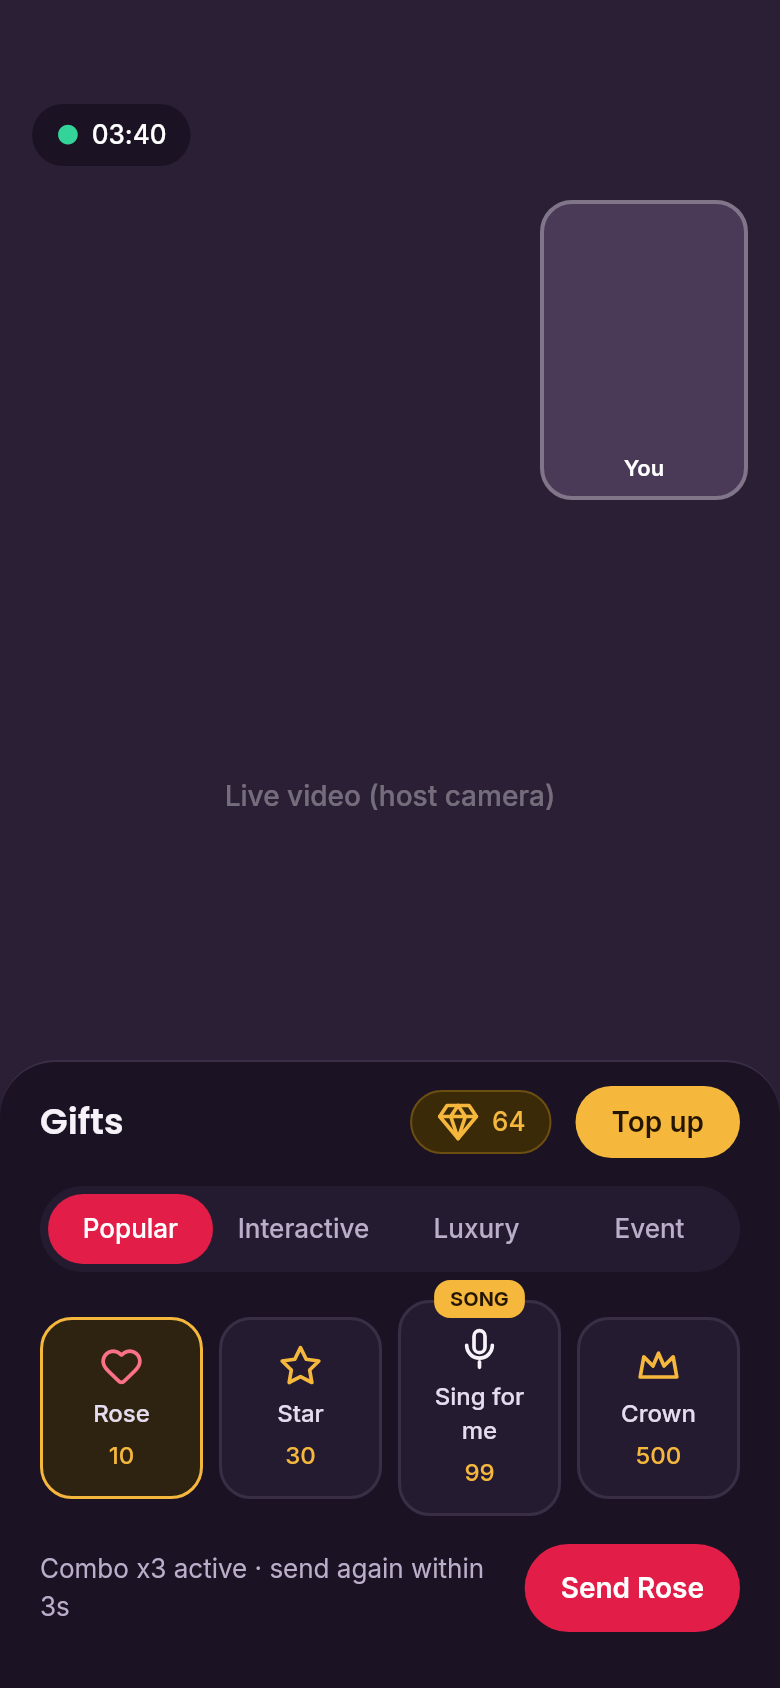 03:40
You
Live video (host camera)
Gifts
64
Top up
Popular
Interactive
Luxury
Event
Rose
10
Star
30
SONG
Sing for
me
99
Crown
500
Combo x3 active · send again within
3s
Send Rose